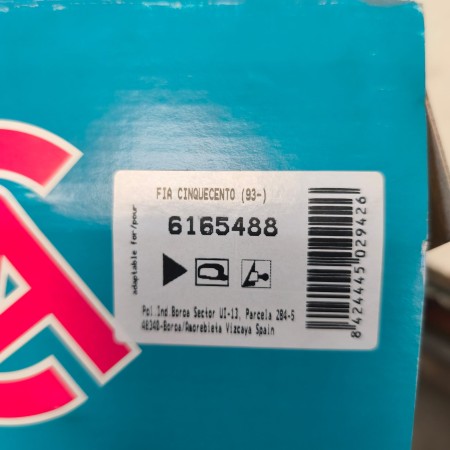 FIA CINQUECENTO (93-)
6165488
adaptable for/pour
Pol.Ind.Boroa Sector UI-13, Parcela 2B4-5
48340-Boroa/Amorebieta Vizcaya Spain
8 424445 029426